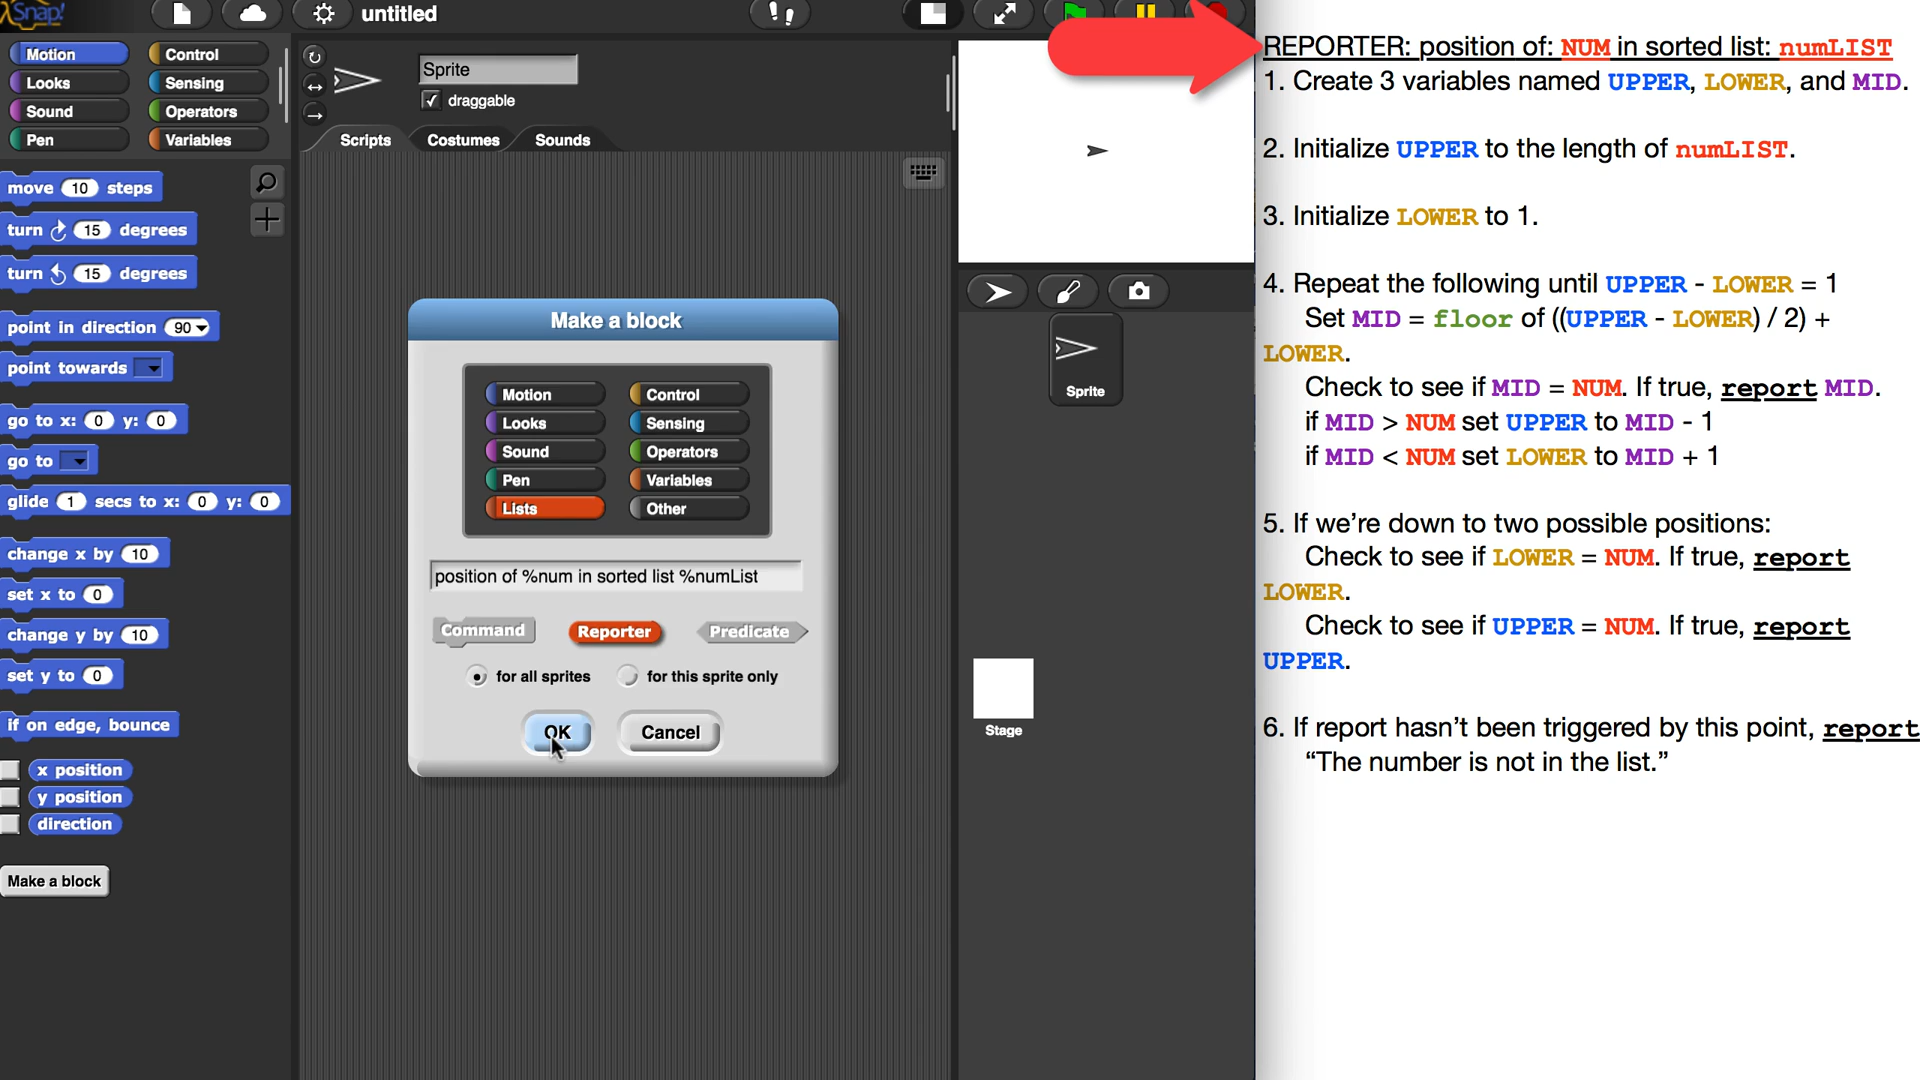 Snap!
untitled
Motion
Control
Looks
Sensing
Sound
Operators
Pen
Variables
move 10 steps
turn 15 degrees
turn 15 degrees
point in direction 90
point towards
go to x: 0 y: 0
go to
glide 1 secs to x: 0 y: 0
change x by 10
set x to 0
change y by 10
set y to 0
if on edge, bounce
x position
y position
direction
Make a block
Sprite
draggable
Scripts
Costumes
Sounds
Make a block
Motion
Control
Looks
Sensing
Sound
Operators
Pen
Variables
Lists
Other
position of %num in sorted list %numList
Command
Reporter
Predicate
for all sprites
for this sprite only
OK
Cancel
Sprite
Stage
REPORTER: position of: NUM in sorted list: numLIST
1. Create 3 variables named UPPER, LOWER, and MID.
2. Initialize UPPER to the length of numLIST.
3. Initialize LOWER to 1.
4. Repeat the following until UPPER - LOWER = 1
Set MID = floor of ((UPPER - LOWER) / 2) +
LOWER.
Check to see if MID = NUM. If true, report MID.
if MID > NUM set UPPER to MID - 1
if MID < NUM set LOWER to MID + 1
5. If we're down to two possible positions:
Check to see if LOWER = NUM. If true, report
LOWER.
Check to see if UPPER = NUM. If true, report
UPPER.
6. If report hasn't been triggered by this point, report
“The number is not in the list.”